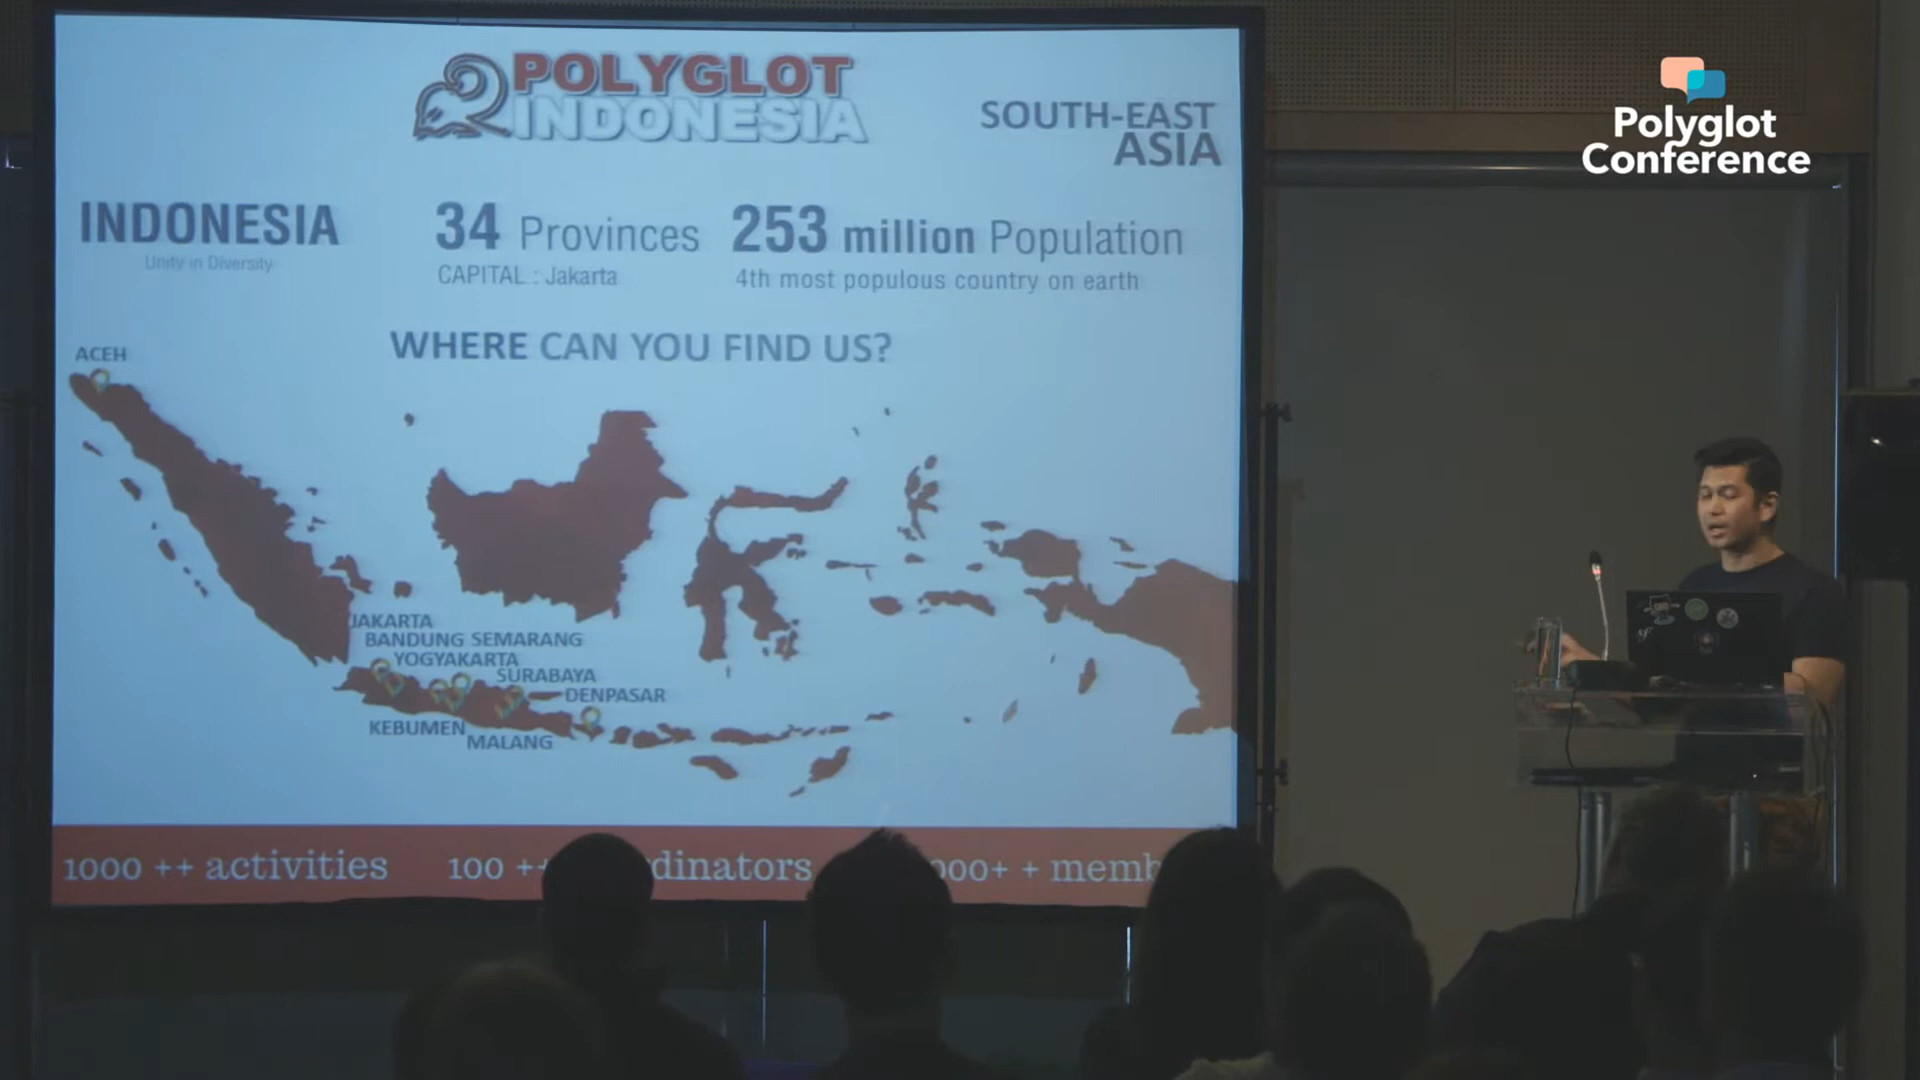 POLYGLOT
INDONESIA
SOUTH-EAST
ASIA
Polyglot
Conference
INDONESIA
Unity in Diversity
34 Provinces
CAPITAL : Jakarta
253 million Population
4th most populous country on earth
WHERE CAN YOU FIND US?
ACEH
JAKARTA
BANDUNG SEMARANG
YOGYAKARTA
SURABAYA
DENPASAR
KEBUMEN
MALANG
1000 ++ activities
100 +